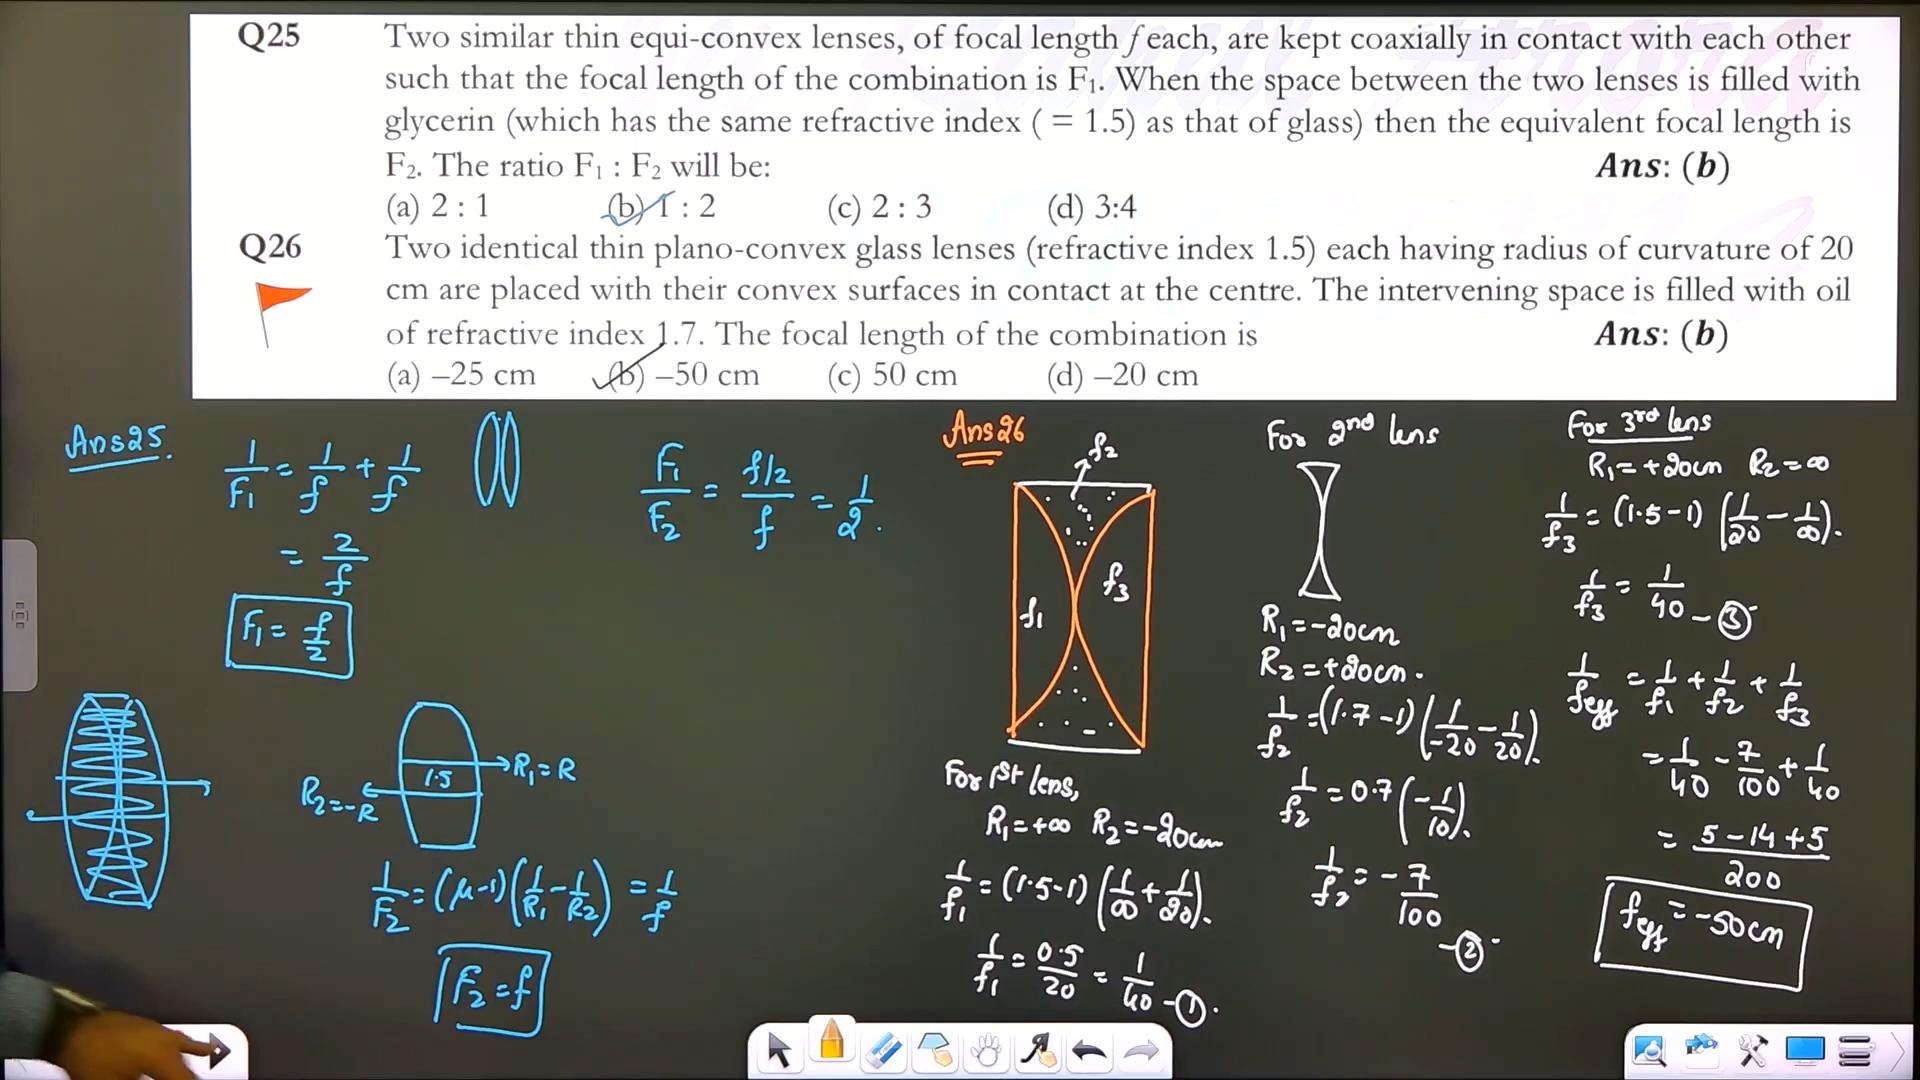 Q25 Two similar thin equi-convex lenses, of focal length f each, are kept coaxially in contact with each other
such that the focal length of the combination is F₁. When the space between the two lenses is filled with
glycerin (which has the same refractive index ( = 1.5) as that of glass) then the equivalent focal length is
F₂. The ratio F₁ : F₂ will be: Ans: (b)
(a) 2 : 1 (b) 1 : 2 (c) 2 : 3 (d) 3:4
Q26 Two identical thin plano-convex glass lenses (refractive index 1.5) each having radius of curvature of 20
cm are placed with their convex surfaces in contact at the centre. The intervening space is filled with oil
of refractive index 1.7. The focal length of the combination is Ans: (b)
(a) –25 cm (b) –50 cm (c) 50 cm (d) –20 cm
Ans25.
1/F₁ = 1/f + 1/f
= 2/f
F₁ = f/2
F₁/F₂ = (f/2)/f = 1/2.
1.5
R₁ = R
R₂ = -R
1/F₂ = (μ-1)(1/R₁ - 1/R₂) = 1/f
F₂ = f
Ans26
f₂
f₁
f₃
For 1st lens,
R₁ = +∞ R₂ = -20cm
1/f₁ = (1.5-1)(1/∞ + 1/20).
1/f₁ = 0.5/20 = 1/40 - ①.
For 2nd lens
R₁ = -20cm
R₂ = +20cm.
1/f₂ = (1.7-1)(1/-20 - 1/20).
1/f₂ = 0.7(-1/10).
1/f₂ = -7/100 - ②.
For 3rd lens
R₁ = +20cm R₂ = ∞
1/f₃ = (1.5-1)(1/20 - 1/∞).
1/f₃ = 1/40 - ③
1/feff = 1/f₁ + 1/f₂ + 1/f₃
= 1/40 - 7/100 + 1/40
= (5-14+5)/200
feff = -50cm